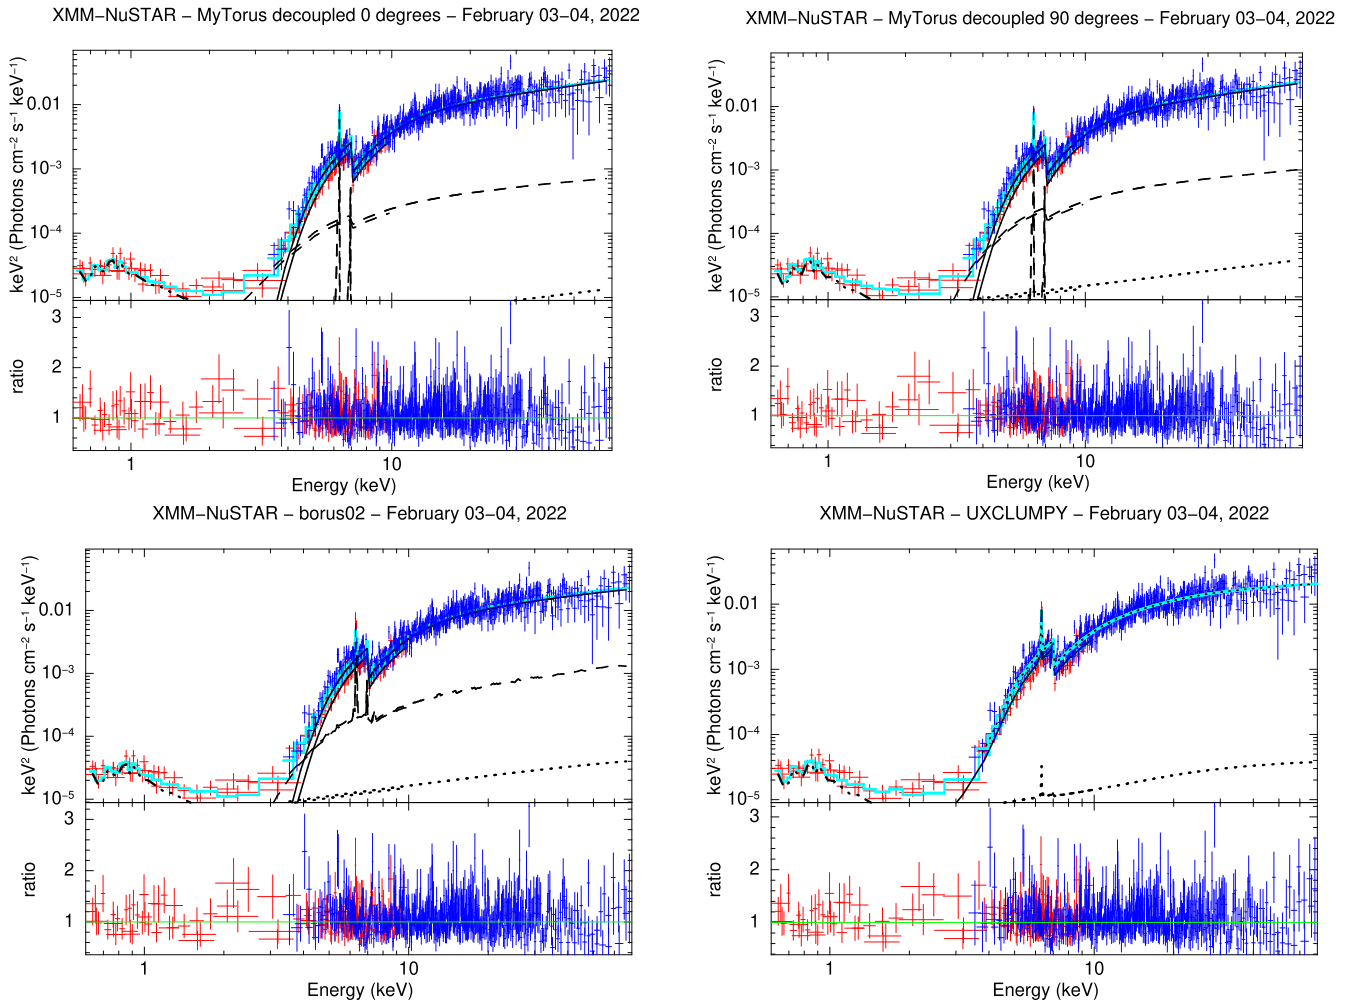 XMM−NuSTAR − MyTorus decoupled 0 degrees − February 03−04, 2022
keV² (Photons cm⁻² s⁻¹ keV⁻¹)
0.01
10⁻³
10⁻⁴
10⁻⁵
ratio
3
2
1
1
10
Energy (keV)
XMM−NuSTAR − MyTorus decoupled 90 degrees − February 03−04, 2022
keV² (Photons cm⁻² s⁻¹ keV⁻¹)
0.01
10⁻³
10⁻⁴
10⁻⁵
ratio
3
2
1
1
10
Energy (keV)
XMM−NuSTAR − borus02 − February 03−04, 2022
keV² (Photons cm⁻² s⁻¹ keV⁻¹)
0.01
10⁻³
10⁻⁴
10⁻⁵
ratio
3
2
1
1
10
Energy (keV)
XMM−NuSTAR − UXCLUMPY − February 03−04, 2022
keV² (Photons cm⁻² s⁻¹ keV⁻¹)
0.01
10⁻³
10⁻⁴
10⁻⁵
ratio
3
2
1
1
10
Energy (keV)